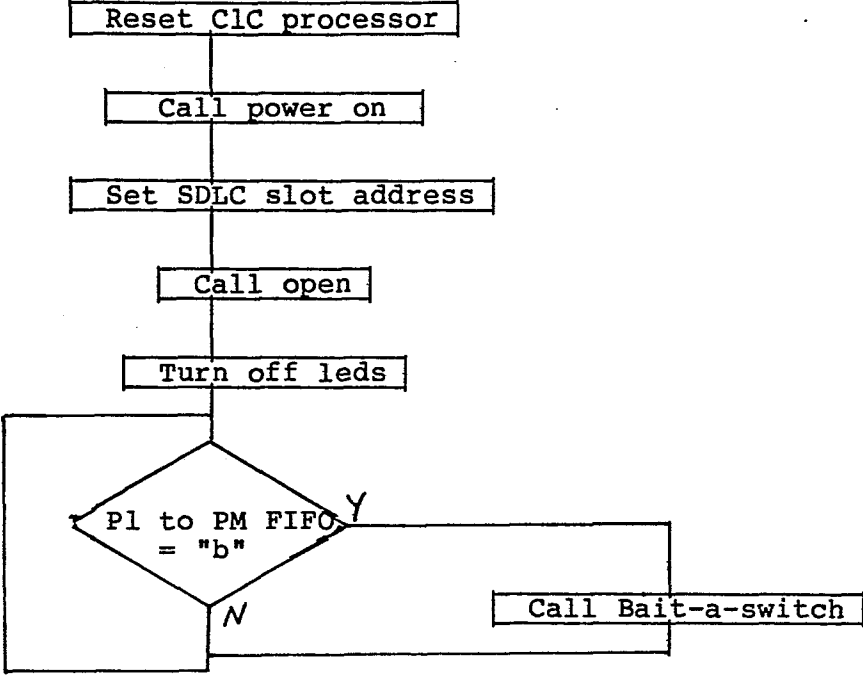 Reset ClC processor
Call power on
Set SDLC slot address
Call open
Turn off leds
Pl to PM FIFO
= "b"
Y
N
Call Bait-a-switch